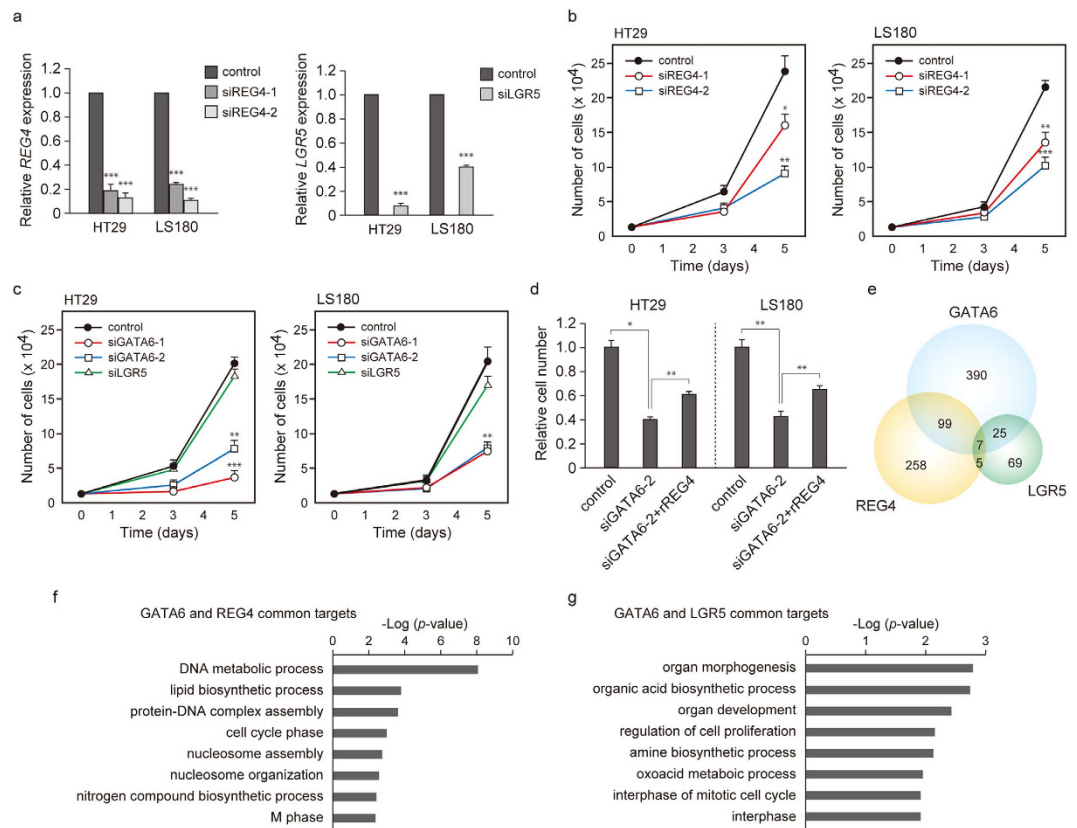 a
Relative REG4 expression
1.2
1.0
0.8
0.6
0.4
0.2
0
control
siREG4-1
siREG4-2
***
***
***
***
HT29
LS180
Relative LGR5 expression
1.2
1.0
0.8
0.6
0.4
0.2
0
control
siLGR5
***
***
HT29
LS180
b
HT29
Number of cells (x 10⁴)
25
20
15
10
5
0
control
siREG4-1
siREG4-2
*
**
0 1 2 3 4 5
Time (days)
LS180
Number of cells (x 10⁴)
25
20
15
10
5
0
control
siREG4-1
siREG4-2
**
***
0 1 2 3 4 5
Time (days)
c
HT29
Number of cells (x 10⁴)
25
20
15
10
5
0
control
siGATA6-1
siGATA6-2
siLGR5
**
***
0 1 2 3 4 5
Time (days)
LS180
Number of cells (x 10⁴)
25
20
15
10
5
0
control
siGATA6-1
siGATA6-2
siLGR5
**
0 1 2 3 4 5
Time (days)
d
HT29
LS180
Relative cell number
1.2
1.0
0.8
0.6
0.4
0.2
0
*
**
**
**
control
siGATA6-2
siGATA6-2+rREG4
control
siGATA6-2
siGATA6-2+rREG4
e
GATA6
390
99
25
7
5
258
69
REG4
LGR5
f
GATA6 and REG4 common targets
-Log (p-value)
0 2 4 6 8 10
DNA metabolic process
lipid biosynthetic process
protein-DNA complex assembly
cell cycle phase
nucleosome assembly
nucleosome organization
nitrogen compound biosynthetic process
M phase
g
GATA6 and LGR5 common targets
-Log (p-value)
0 1 2 3
organ morphogenesis
organic acid biosynthetic process
organ development
regulation of cell proliferation
amine biosynthetic process
oxoacid metaboic process
interphase of mitotic cell cycle
interphase